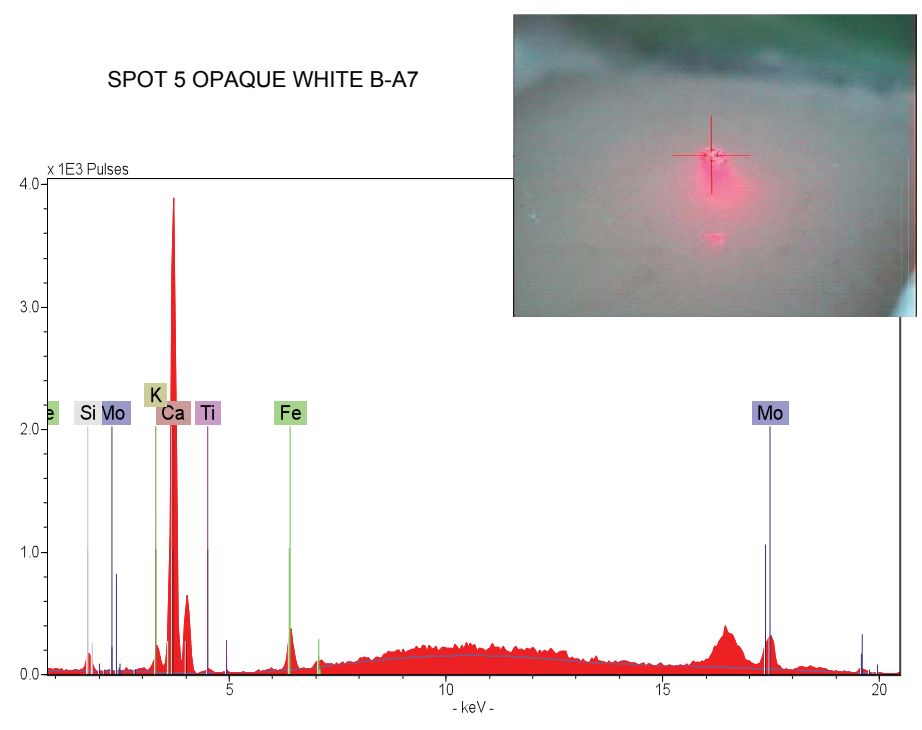 SPOT 5 OPAQUE WHITE B-A7
x 1E3 Pulses
4.0
3.0
K
e Si Mo Ca Ti Fe Mo
2.0
1.0
0.0
5 10 15 20
- keV -